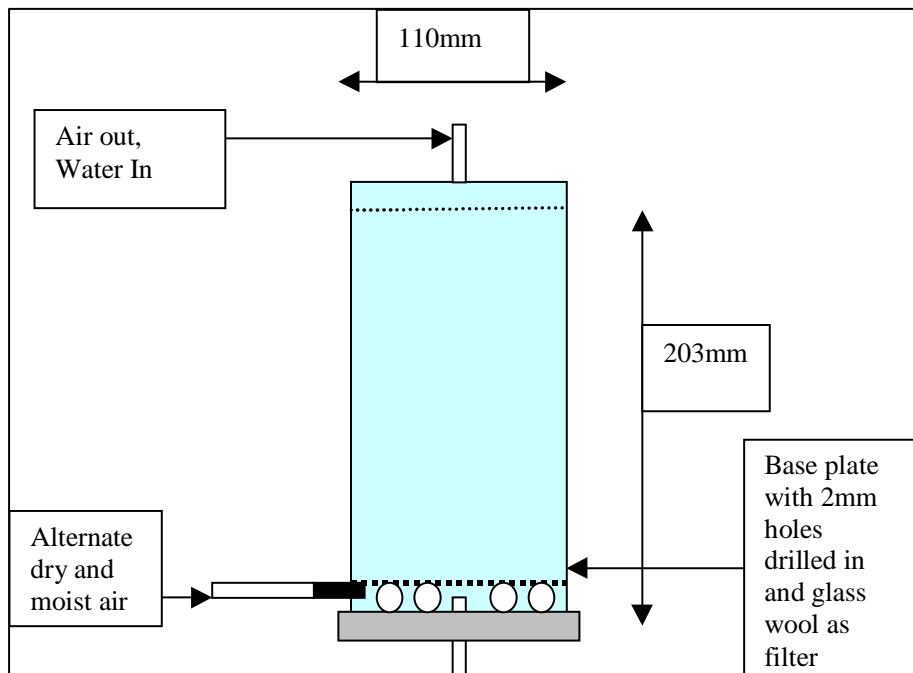 110mm
Air out,
Water In
203mm
Base plate
with 2mm
holes
drilled in
and glass
wool as
filter
Alternate
dry and
moist air